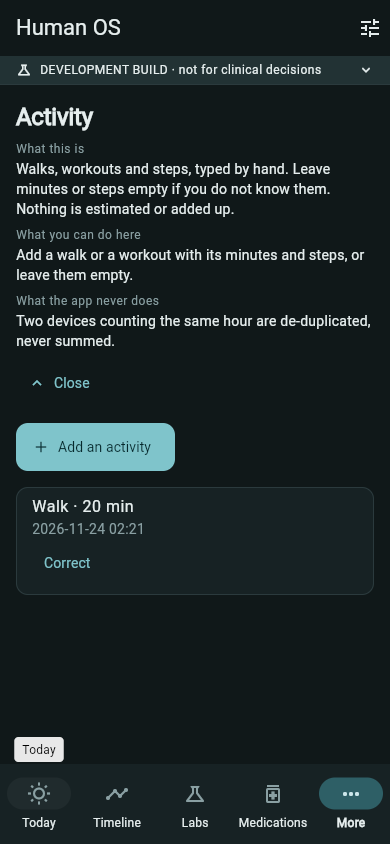 Human OS
DEVELOPMENT BUILD · not for clinical decisions
Activity
What this is
Walks, workouts and steps, typed by hand. Leave
minutes or steps empty if you do not know them.
Nothing is estimated or added up.
What you can do here
Add a walk or a workout with its minutes and steps, or
leave them empty.
What the app never does
Two devices counting the same hour are de-duplicated,
never summed.
Close
Add an activity
Walk · 20 min
2026-11-24 02:21
Correct
Today
Today
Timeline
Labs
Medications
More